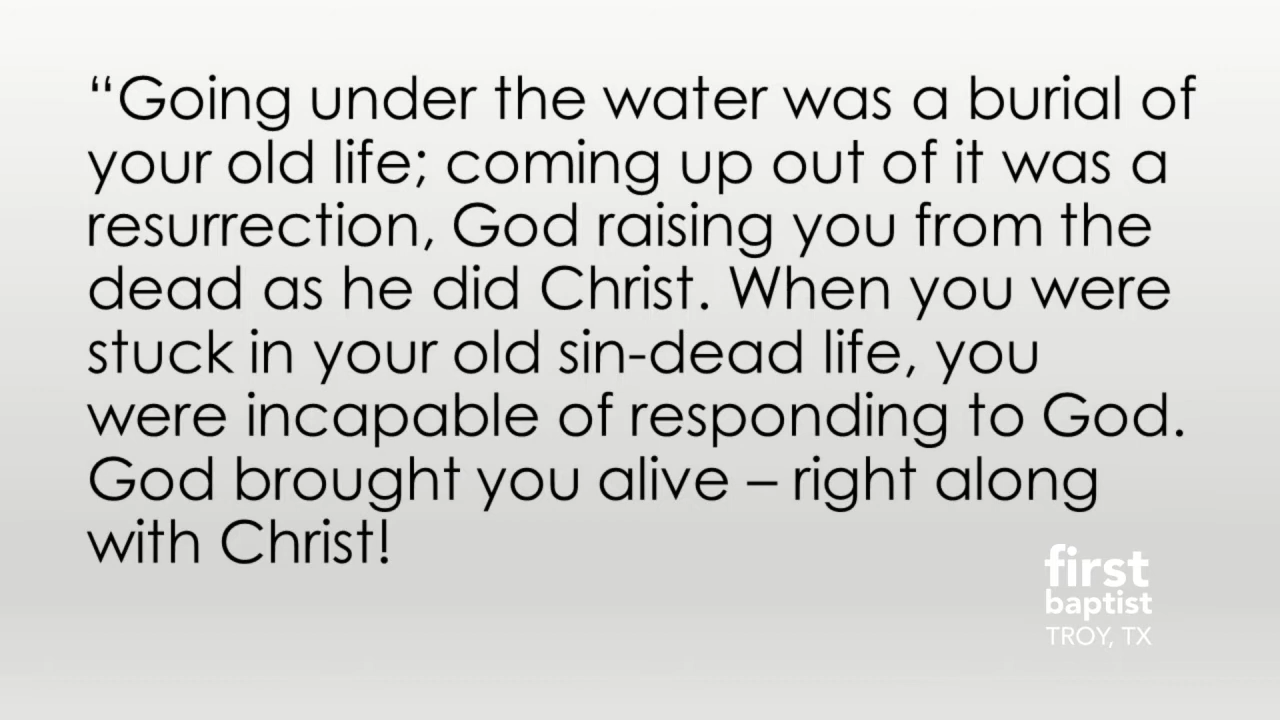 “Going under the water was a burial of
your old life; coming up out of it was a
resurrection, God raising you from the
dead as he did Christ. When you were
stuck in your old sin-dead life, you
were incapable of responding to God.
God brought you alive – right along
with Christ!
first
baptist
TROY, TX